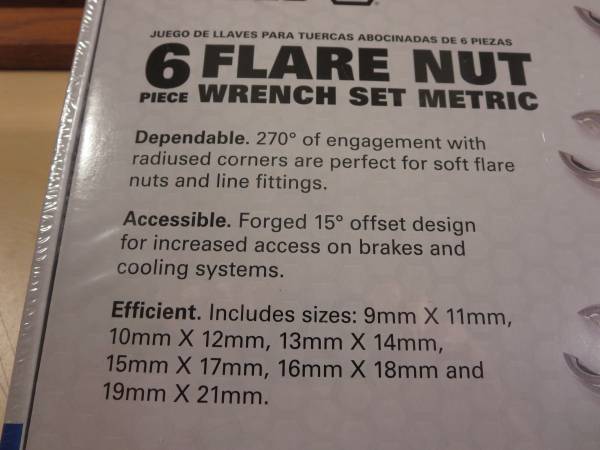 JUEGO DE LLAVES PARA TUERCAS ABOCINADAS DE 6 PIEZAS
6 FLARE NUT
PIECE WRENCH SET METRIC
Dependable. 270° of engagement with
radiused corners are perfect for soft flare
nuts and line fittings.
Accessible. Forged 15° offset design
for increased access on brakes and
cooling systems.
Efficient. Includes sizes: 9mm X 11mm,
10mm X 12mm, 13mm X 14mm,
15mm X 17mm, 16mm X 18mm and
19mm X 21mm.